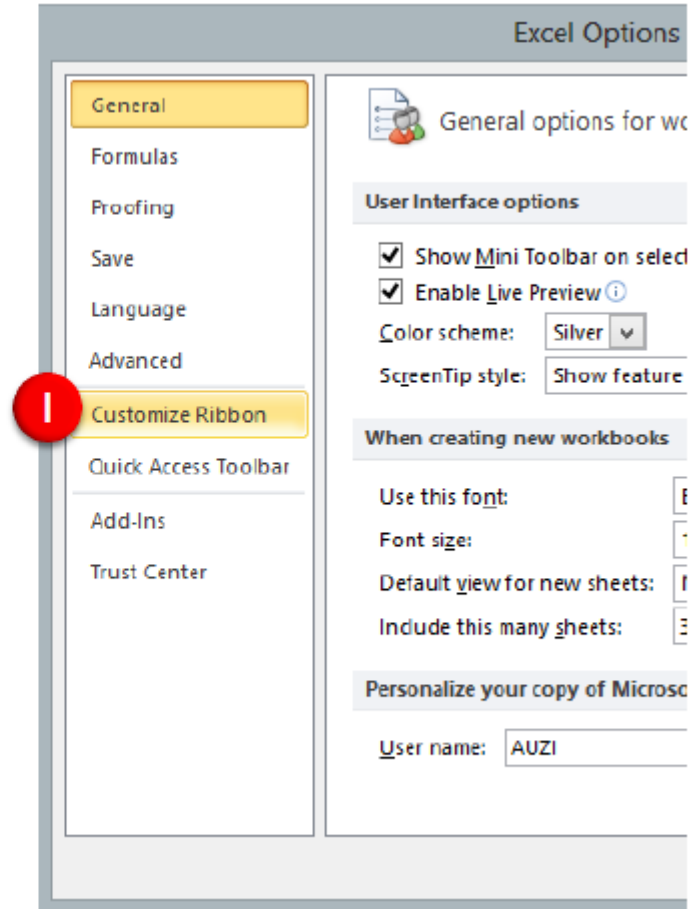 Excel Options
General
Formulas
Proofing
Save
Language
Advanced
I
Customize Ribbon
Quick Access Toolbar
Add-Ins
Trust Center
General options for wo
User Interface options
Show Mini Toolbar on select
Enable Live Preview
Color scheme: Silver
ScreenTip style: Show feature
When creating new workbooks
Use this font:
Font size:
Default view for new sheets:
Include this many sheets: 3
Personalize your copy of Microso
User name: AUZI